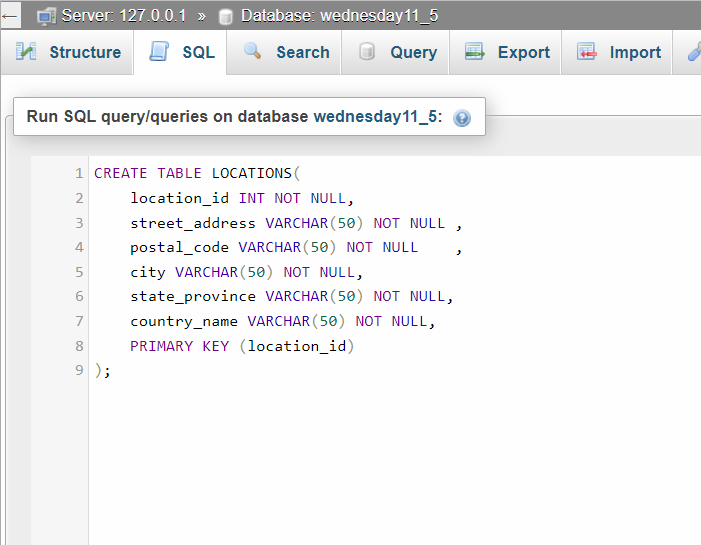 ← Server: 127.0.0.1 » Database: wednesday11_5
Structure SQL Search Query Export Import
Run SQL query/queries on database wednesday11_5:
1 CREATE TABLE LOCATIONS(
2 location_id INT NOT NULL,
3 street_address VARCHAR(50) NOT NULL ,
4 postal_code VARCHAR(50) NOT NULL    ,
5 city VARCHAR(50) NOT NULL,
6 state_province VARCHAR(50) NOT NULL,
7 country_name VARCHAR(50) NOT NULL,
8 PRIMARY KEY (location_id)
9 );